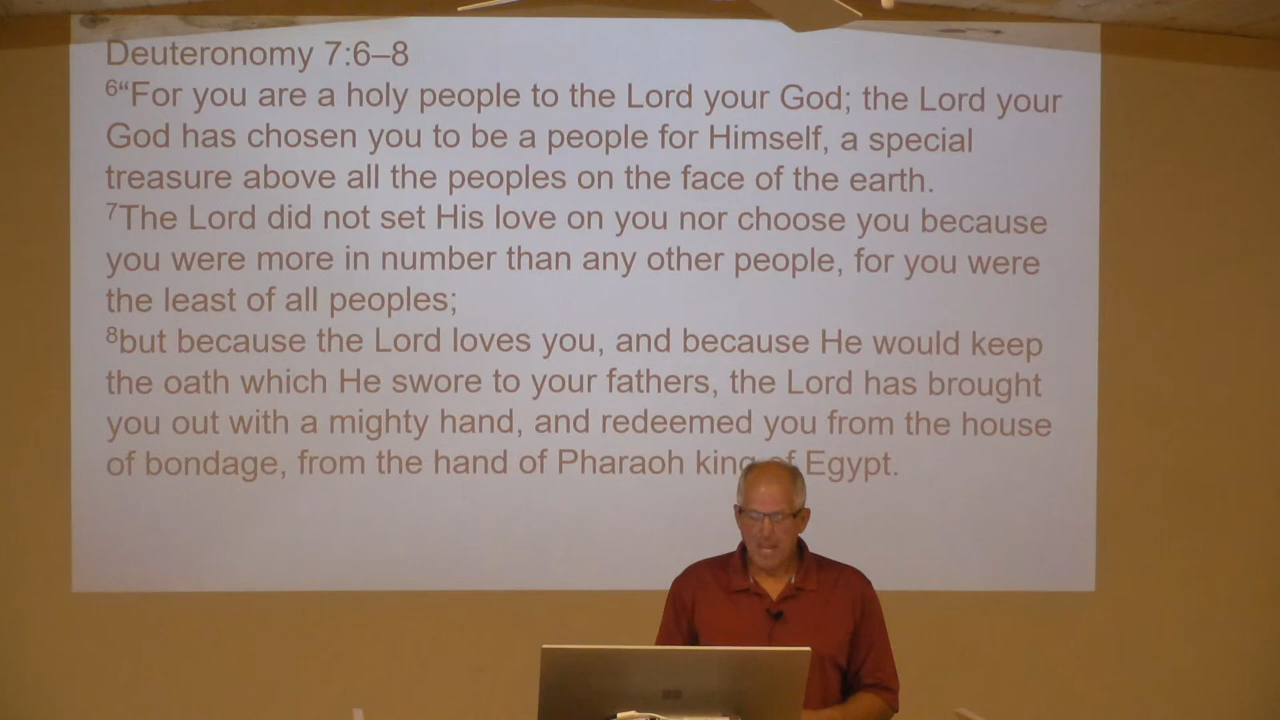 Deuteronomy 7:6–8
⁶“For you are a holy people to the Lord your God; the Lord your
God has chosen you to be a people for Himself, a special
treasure above all the peoples on the face of the earth.
⁷The Lord did not set His love on you nor choose you because
you were more in number than any other people, for you were
the least of all peoples;
⁸but because the Lord loves you, and because He would keep
the oath which He swore to your fathers, the Lord has brought
you out with a mighty hand, and redeemed you from the house
of bondage, from the hand of Pharaoh king of Egypt.